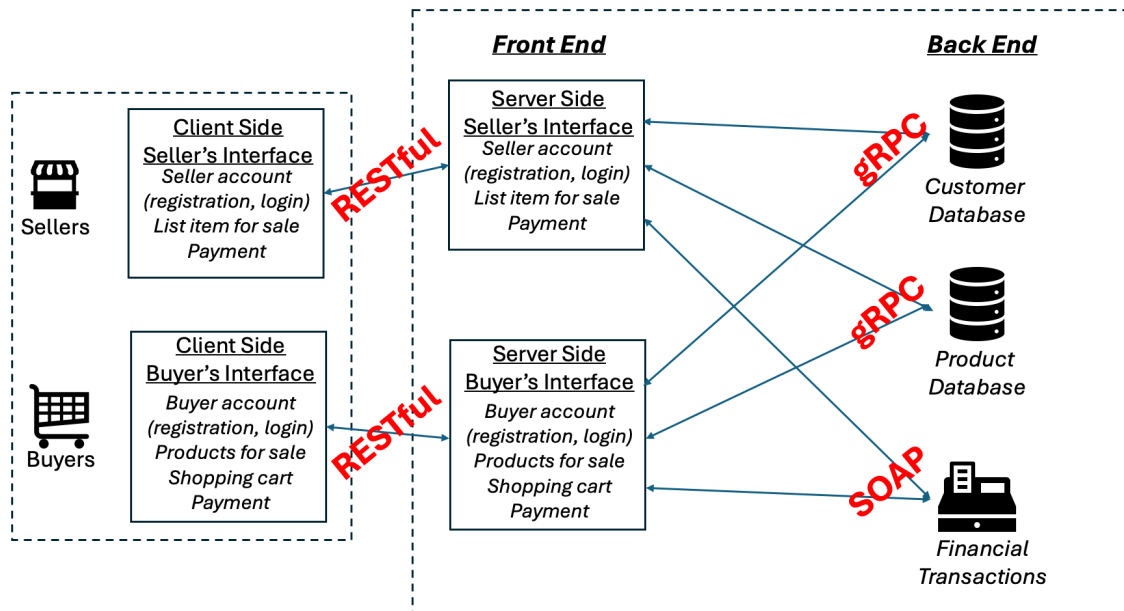 Front End
Back End
Sellers
Client Side
Seller's Interface
Seller account
(registration, login)
List item for sale
Payment
RESTful
Server Side
Seller's Interface
Seller account
(registration, login)
List item for sale
Payment
gRPC
Customer
Database
gRPC
Product
Database
Buyers
Client Side
Buyer's Interface
Buyer account
(registration, login)
Products for sale
Shopping cart
Payment
RESTful
Server Side
Buyer's Interface
Buyer account
(registration, login)
Products for sale
Shopping cart
Payment
SOAP
Financial
Transactions